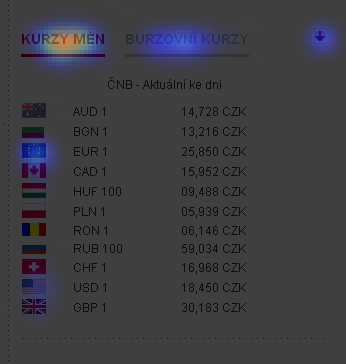 KURZY MĚN BURZOVNÍ KURZY
ČNB - Aktuální ke dni
AUD 1 14,728 CZK
BGN 1 13,216 CZK
EUR 1 25,850 CZK
CAD 1 15,952 CZK
HUF 100 09,488 CZK
PLN 1 05,939 CZK
RON 1 06,146 CZK
RUB 100 59,034 CZK
CHF 1 16,968 CZK
USD 1 18,450 CZK
GBP 1 30,183 CZK